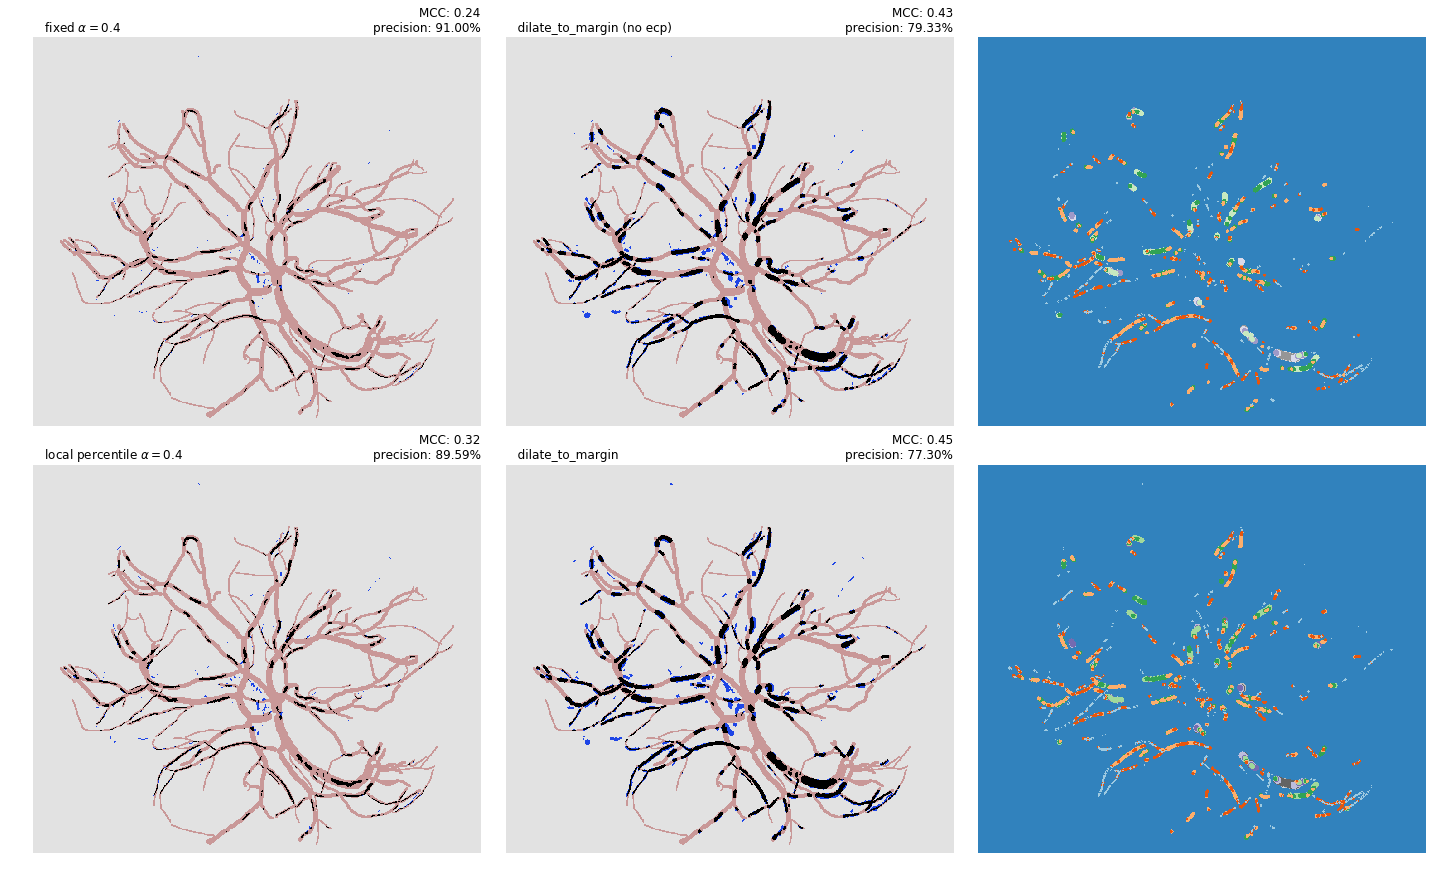 MCC: 0.24
fixed α = 0.4 precision: 91.00%
MCC: 0.43
dilate_to_margin (no ecp) precision: 79.33%
MCC: 0.32
local percentile α = 0.4 precision: 89.59%
MCC: 0.45
dilate_to_margin precision: 77.30%